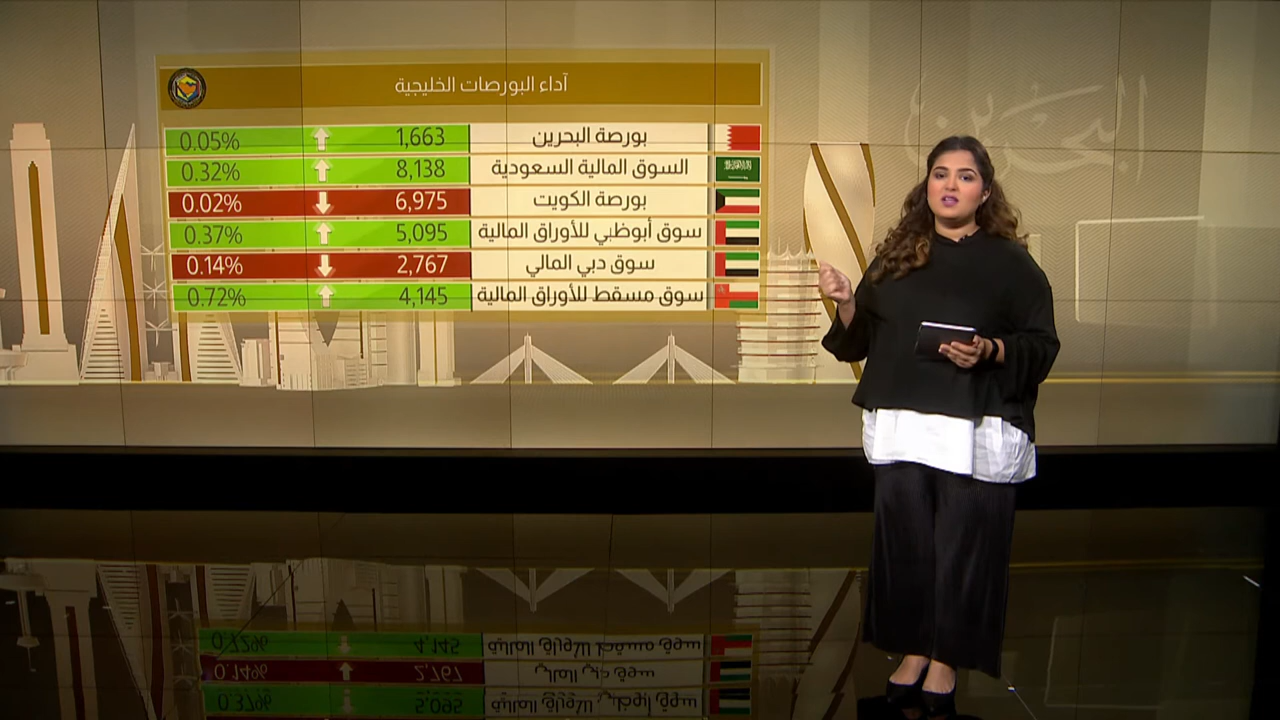 آداء البورصات الخليجية
بورصة البحرين 1,663 0.05%
السوق المالية السعودية 8,138 0.32%
بورصة الكويت 6,975 0.02%
سوق أبوظبي للأوراق المالية 5,095 0.37%
سوق دبي المالي 2,767 0.14%
سوق مسقط للأوراق المالية 4,145 0.72%
البحرين